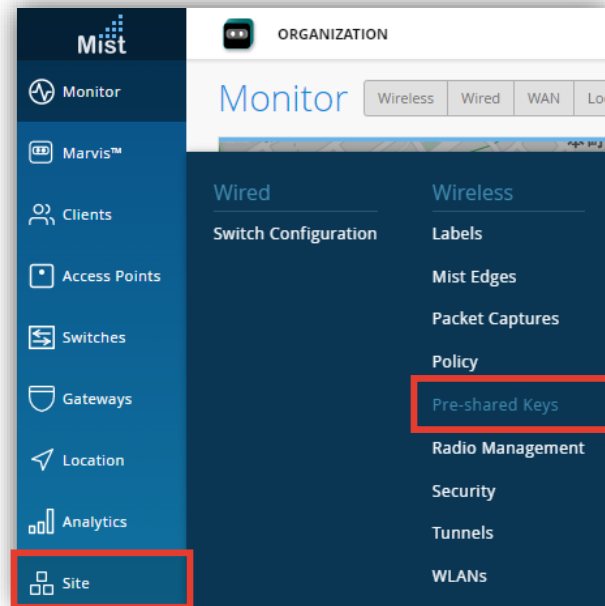 Mist
ORGANIZATION
Monitor
Marvis™
Clients
Access Points
Switches
Gateways
Location
Analytics
Site
Monitor
Wireless
Wired
WAN
Lo
Wired
Switch Configuration
Wireless
Labels
Mist Edges
Packet Captures
Policy
Pre-shared Keys
Radio Management
Security
Tunnels
WLANs